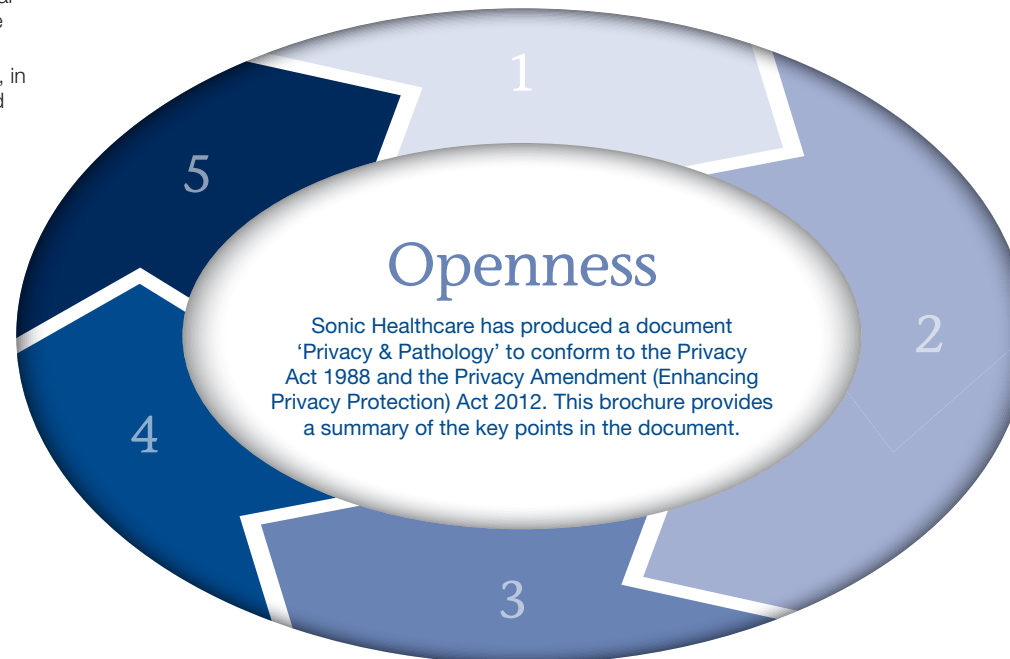 , in
1
5
Openness
Sonic Healthcare has produced a document
‘Privacy & Pathology’ to conform to the Privacy
Act 1988 and the Privacy Amendment (Enhancing
Privacy Protection) Act 2012. This brochure provides
a summary of the key points in the document.
2
4
3